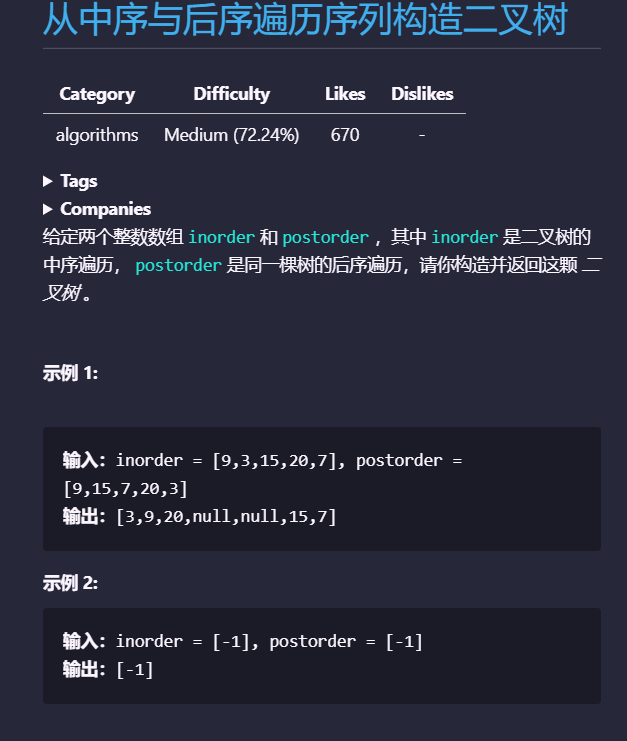 从中序与后序遍历序列构造二叉树
Category Difficulty Likes Dislikes
algorithms Medium (72.24%) 670 -
Tags
Companies
给定两个整数数组 inorder 和 postorder ，其中 inorder 是二叉树的
中序遍历， postorder 是同一棵树的后序遍历，请你构造并返回这颗 二
叉树 。
示例 1:
输入：inorder = [9,3,15,20,7], postorder =
[9,15,7,20,3]
输出：[3,9,20,null,null,15,7]
示例 2:
输入：inorder = [-1], postorder = [-1]
输出：[-1]